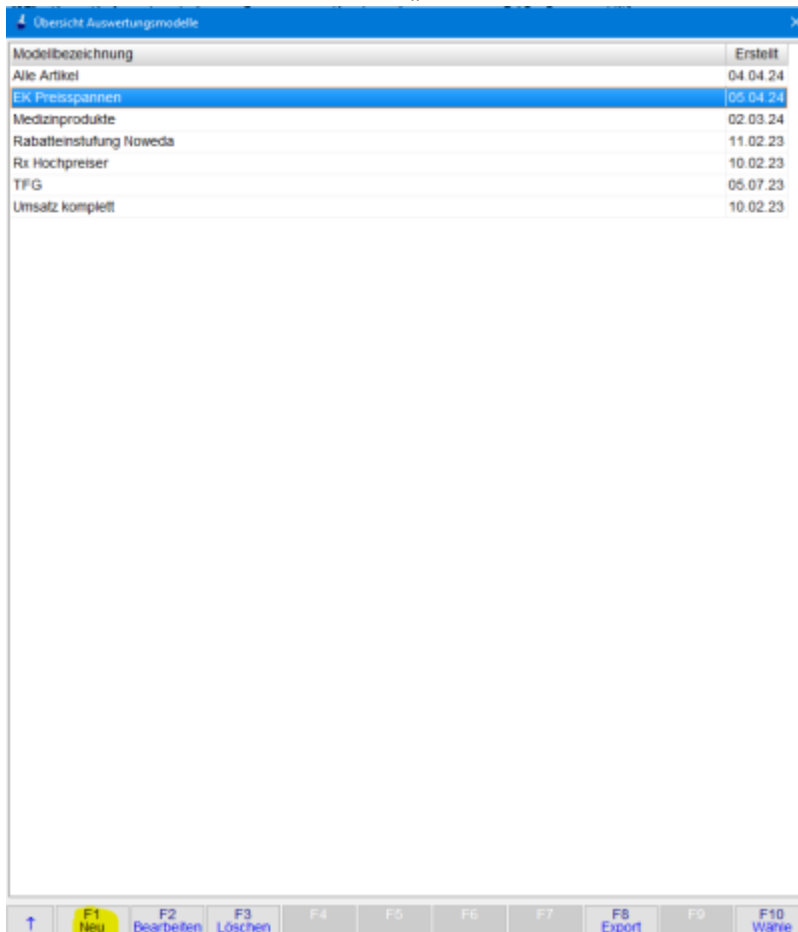 Übersicht Auswertungsmodelle
Modellbezeichnung Erstellt
Alle Artikel 04.04.24
EK Preisspannen 05.04.24
Medizinprodukte 02.03.24
Rabatteinstufung Noweda 11.02.23
Rx Hochpreiser 10.02.23
TFG 05.07.23
Umsatz komplett 10.02.23
↑ F1 F2 F3 F4 F5 F6 F7 F8 F9 F10
Neu Bearbeiten Löschen Export Wähle